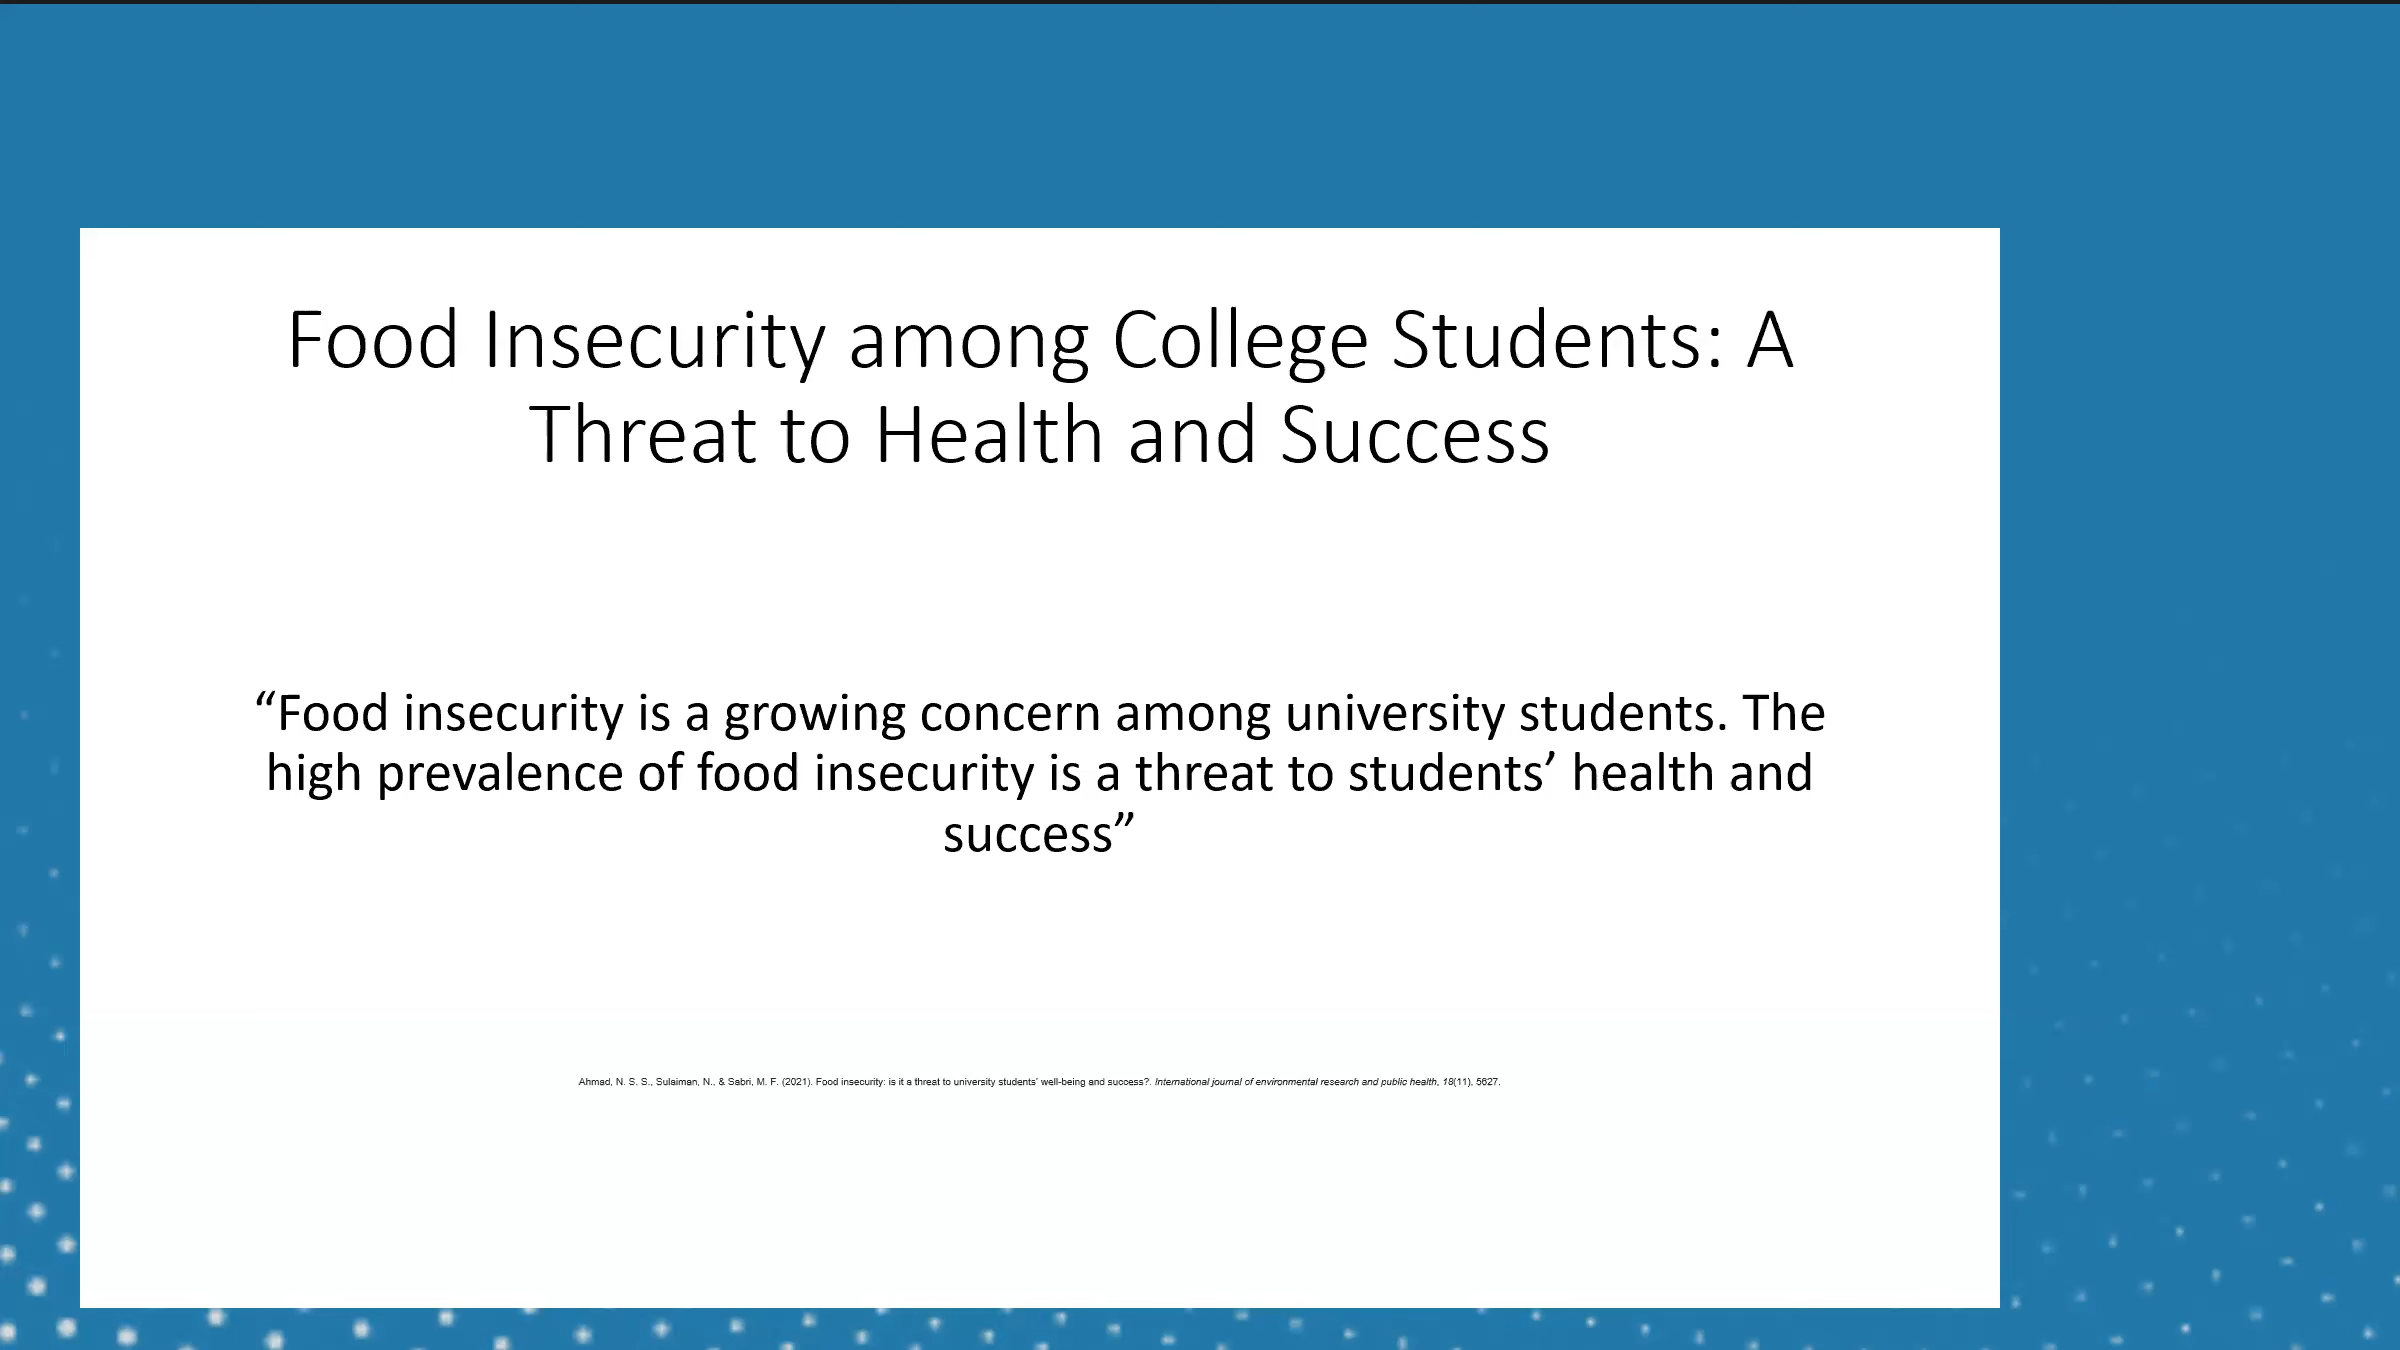 Food Insecurity among College Students: A
Threat to Health and Success
“Food insecurity is a growing concern among university students. The
high prevalence of food insecurity is a threat to students’ health and
success”
Ahmad, N. S. S., Sulaiman, N., & Sabri, M. F. (2021). Food insecurity: is it a threat to university students’ well-being and success?. International journal of environmental research and public health, 18(11), 5627.